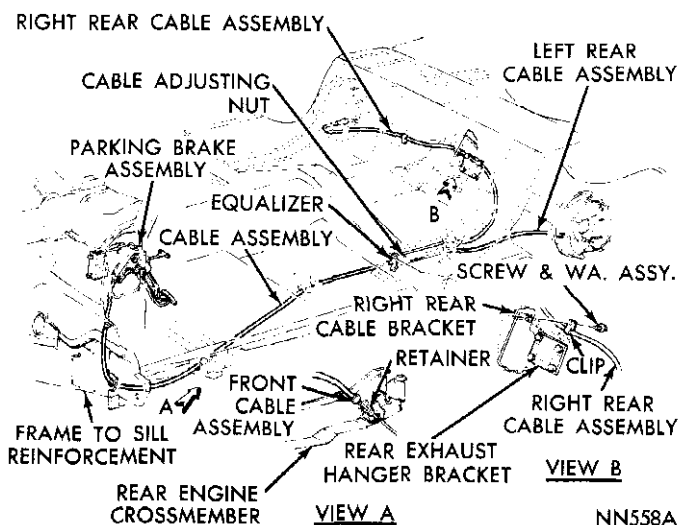 RIGHT REAR CABLE ASSEMBLY
LEFT REAR
CABLE ASSEMBLY
CABLE ADJUSTING
NUT
PARKING BRAKE
ASSEMBLY
EQUALIZER
B
CABLE ASSEMBLY
SCREW & WA. ASSY.
RIGHT REAR
CABLE BRACKET
RETAINER
CLIP
A
FRONT
CABLE
ASSEMBLY
RIGHT REAR
CABLE ASSEMBLY
FRAME TO SILL
REINFORCEMENT
REAR EXHAUST
HANGER BRACKET
VIEW B
REAR ENGINE
CROSSMEMBER
VIEW A
NN558A